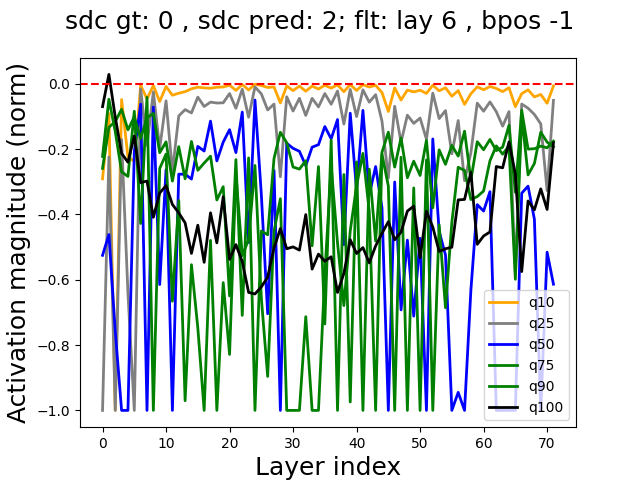 sdc gt: 0 , sdc pred: 2; flt: lay 6 , bpos -1
Activation magnitude (norm)
0.0
−0.2
−0.4
−0.6
−0.8
−1.0
0 10 20 30 40 50 60 70
Layer index
q10
q25
q50
q75
q90
q100